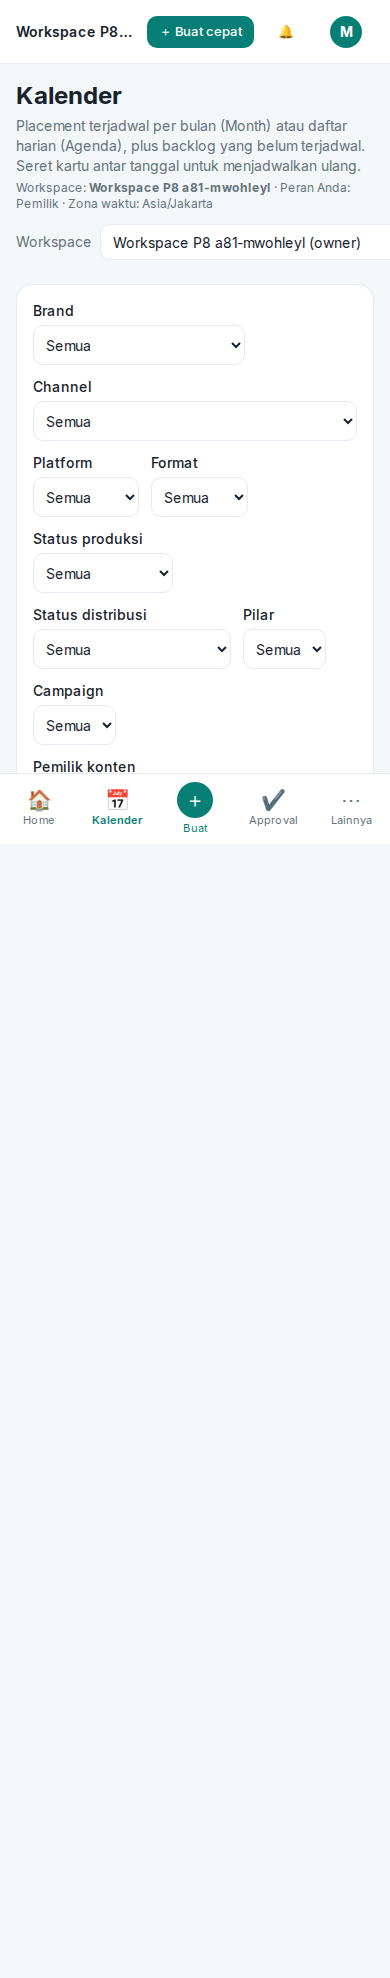 Workspace P8...
+ Buat cepat
M
Kalender
Placement terjadwal per bulan (Month) atau daftar
harian (Agenda), plus backlog yang belum terjadwal.
Seret kartu antar tanggal untuk menjadwalkan ulang.
Workspace: Workspace P8 a81-mwohleyl · Peran Anda:
Pemilik · Zona waktu: Asia/Jakarta
Workspace
Workspace P8 a81-mwohleyl (owner)
Brand
Semua
Channel
Semua
Platform
Format
Semua
Semua
Status produksi
Semua
Status distribusi
Pilar
Semua
Semua
Campaign
Semua
Pemilik konten
Home
Kalender
Buat
Approval
Lainnya